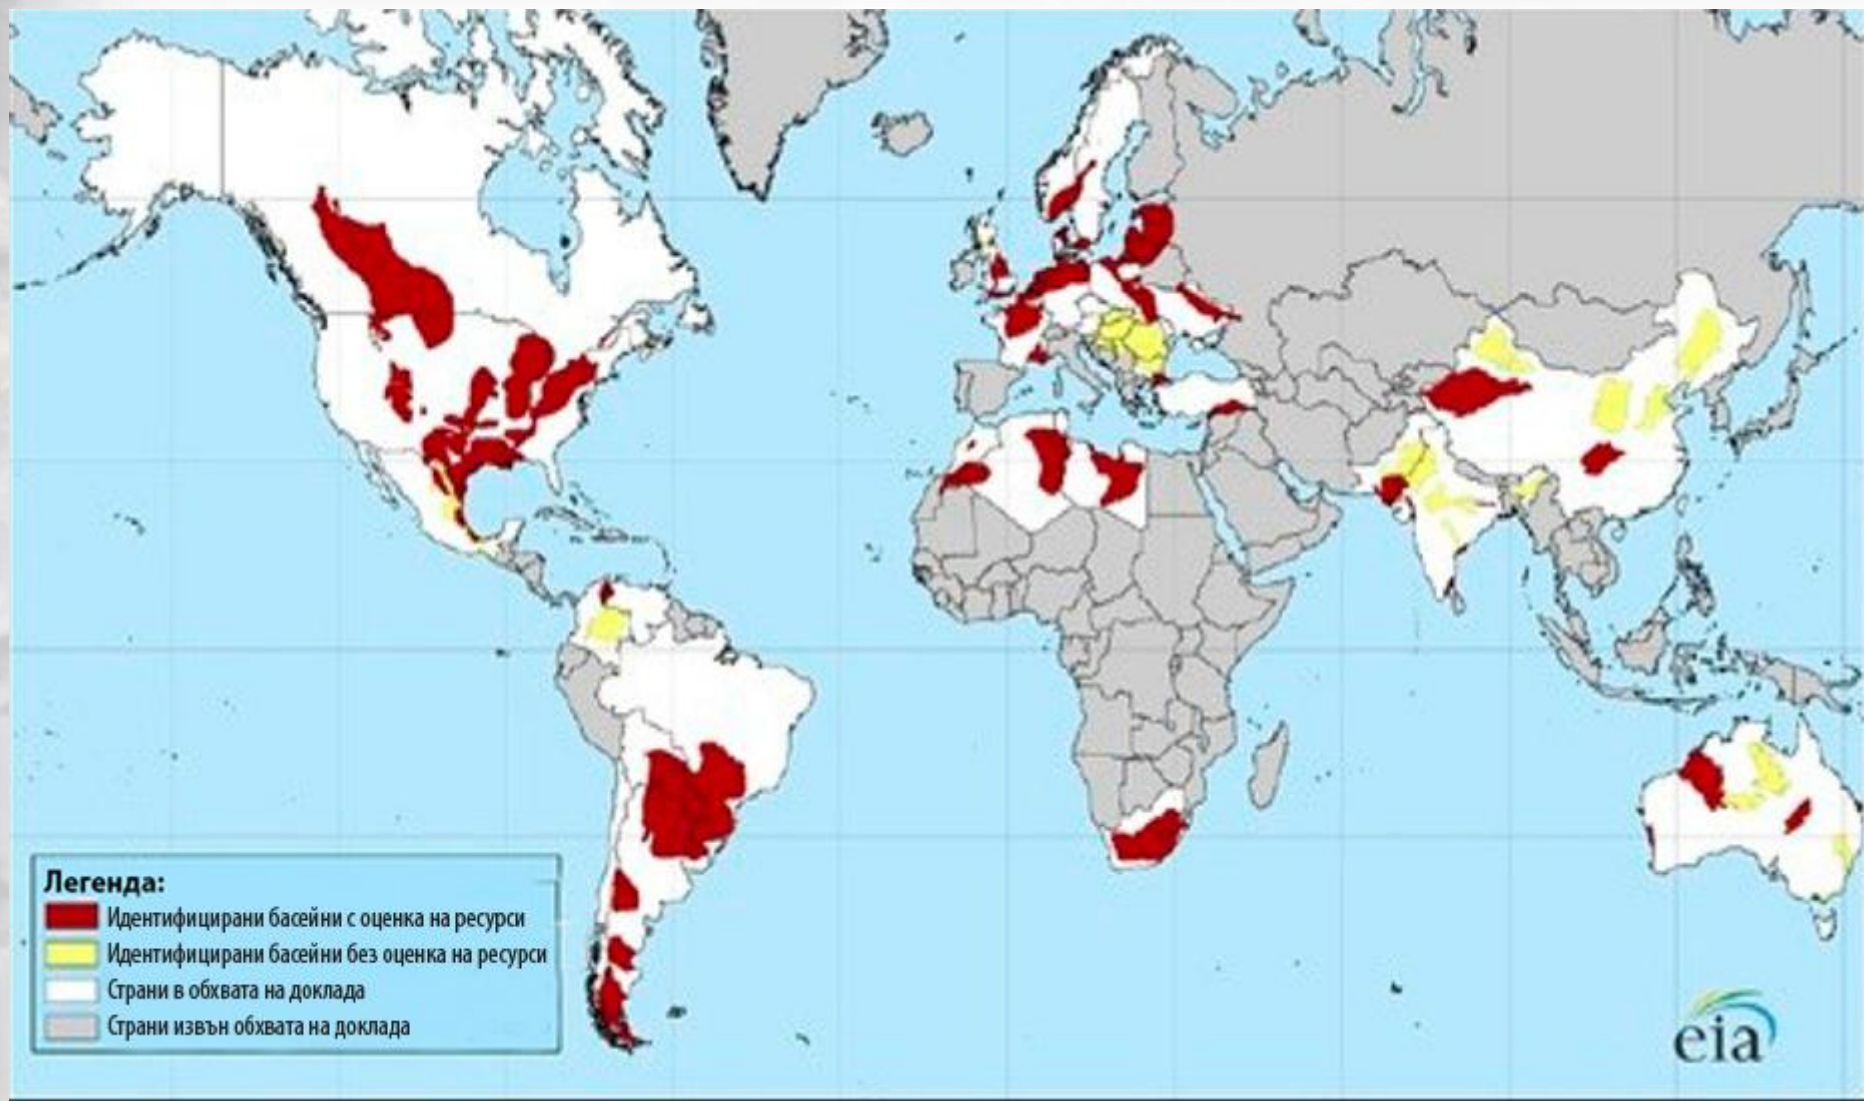 Легенда:
Идентифицирани басейни с оценка на ресурси
Идентифицирани басейни без оценка на ресурси
Страни в обхвата на доклада
Страни извън обхвата на доклада
eia